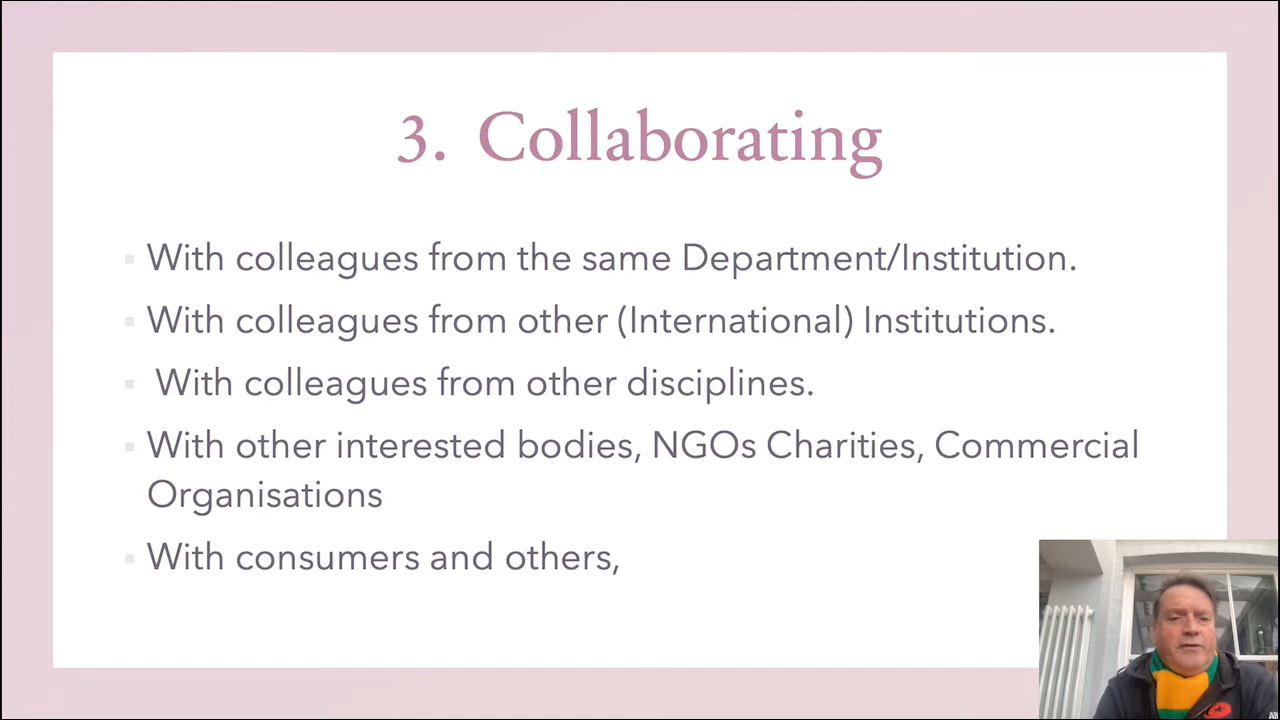 3. Collaborating
With colleagues from the same Department/Institution.
With colleagues from other (International) Institutions.
With colleagues from other disciplines.
With other interested bodies, NGOs Charities, Commercial
Organisations
With consumers and others,